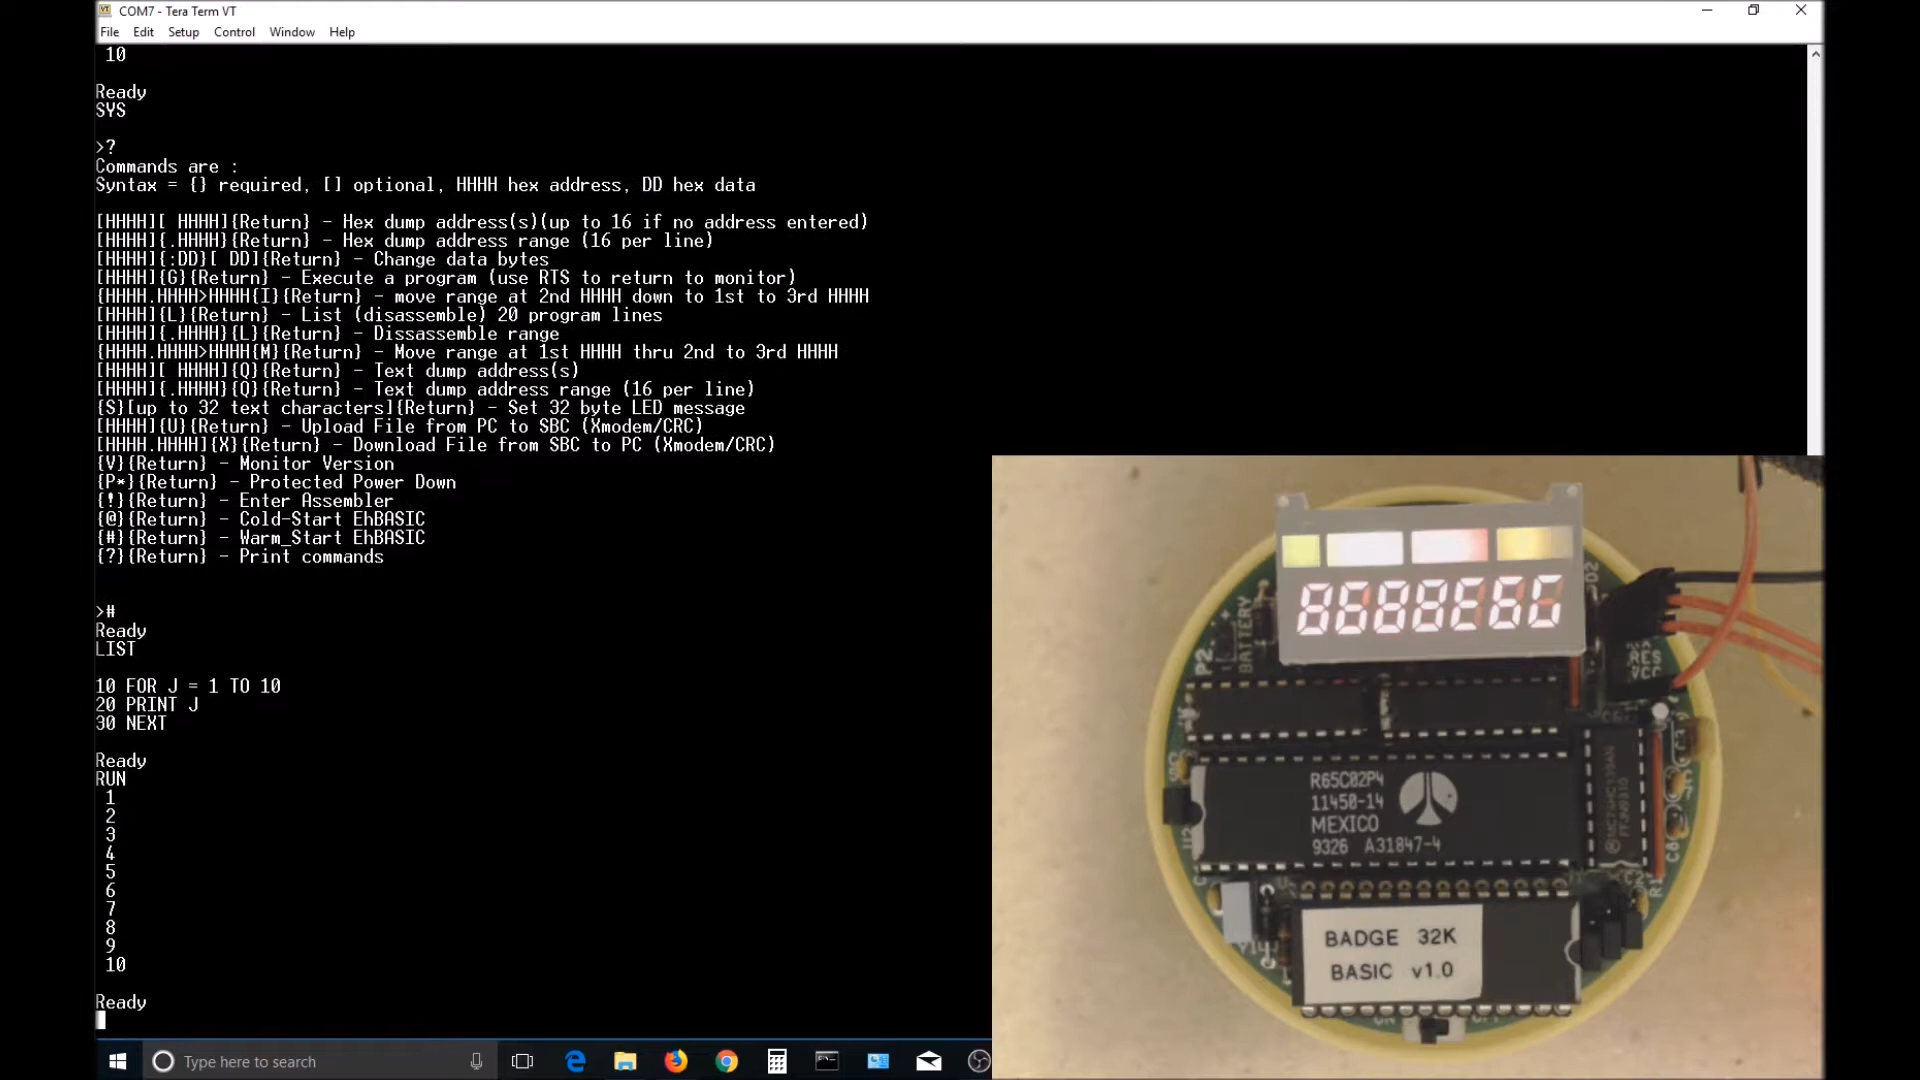 COM7 - Tera Term VT
File Edit Setup Control Window Help
10
Ready
SYS
>?
Commands are :
Syntax = {} required, [] optional, HHHH hex address, DD hex data
[HHHH][ HHHH]{Return} - Hex dump address(s)(up to 16 if no address entered)
[HHHH]{.HHHH}{Return} - Hex dump address range (16 per line)
[HHHH]{:DD}[ DD]{Return} - Change data bytes
[HHHH]{G}{Return} - Execute a program (use RTS to return to monitor)
{HHHH.HHHH>HHHH{I}{Return} - move range at 2nd HHHH down to 1st to 3rd HHHH
[HHHH]{L}{Return} - List (disassemble) 20 program lines
[HHHH]{.HHHH}{L}{Return} - Dissassemble range
{HHHH.HHHH>HHHH{M}{Return} - Move range at 1st HHHH thru 2nd to 3rd HHHH
[HHHH][ HHHH]{Q}{Return} - Text dump address(s)
[HHHH]{.HHHH}{Q}{Return} - Text dump address range (16 per line)
{S}[up to 32 text characters]{Return} - Set 32 byte LED message
[HHHH]{U}{Return} - Upload File from PC to SBC (Xmodem/CRC)
[HHHH.HHHH]{X}{Return} - Download File from SBC to PC (Xmodem/CRC)
{V}{Return} - Monitor Version
{P*}{Return} - Protected Power Down
{!}{Return} - Enter Assembler
{@}{Return} - Cold-Start EhBASIC
{#}{Return} - Warm_Start EhBASIC
{?}{Return} - Print commands
>#
Ready
LIST
10 FOR J = 1 TO 10
20 PRINT J
30 NEXT
Ready
RUN
1
2
3
4
5
6
7
8
9
10
Ready
Type here to search
BATTERY
+
P2
RES
VCC
R65C02P4
11450-14
MEXICO
9326 A31847-4
BADGE 32K
BASIC v1.0